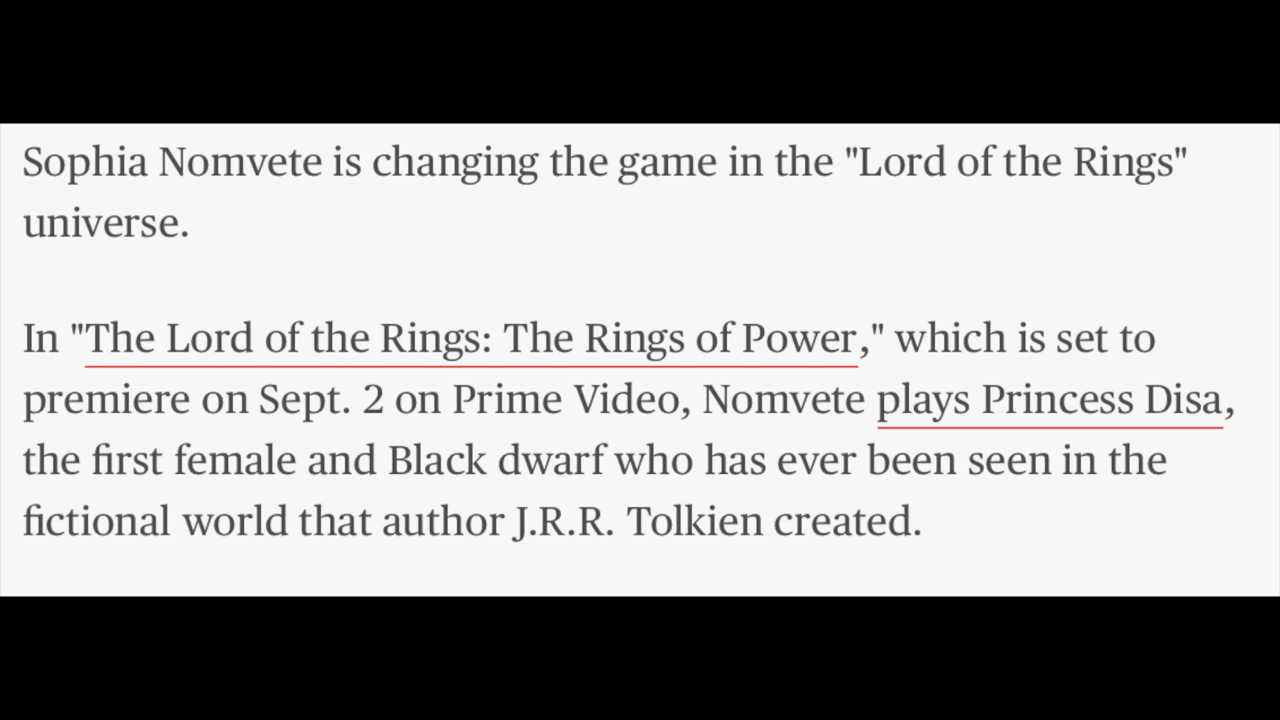 Sophia Nomvete is changing the game in the "Lord of the Rings"
universe.
In "The Lord of the Rings: The Rings of Power," which is set to
premiere on Sept. 2 on Prime Video, Nomvete plays Princess Disa,
the first female and Black dwarf who has ever been seen in the
fictional world that author J.R.R. Tolkien created.